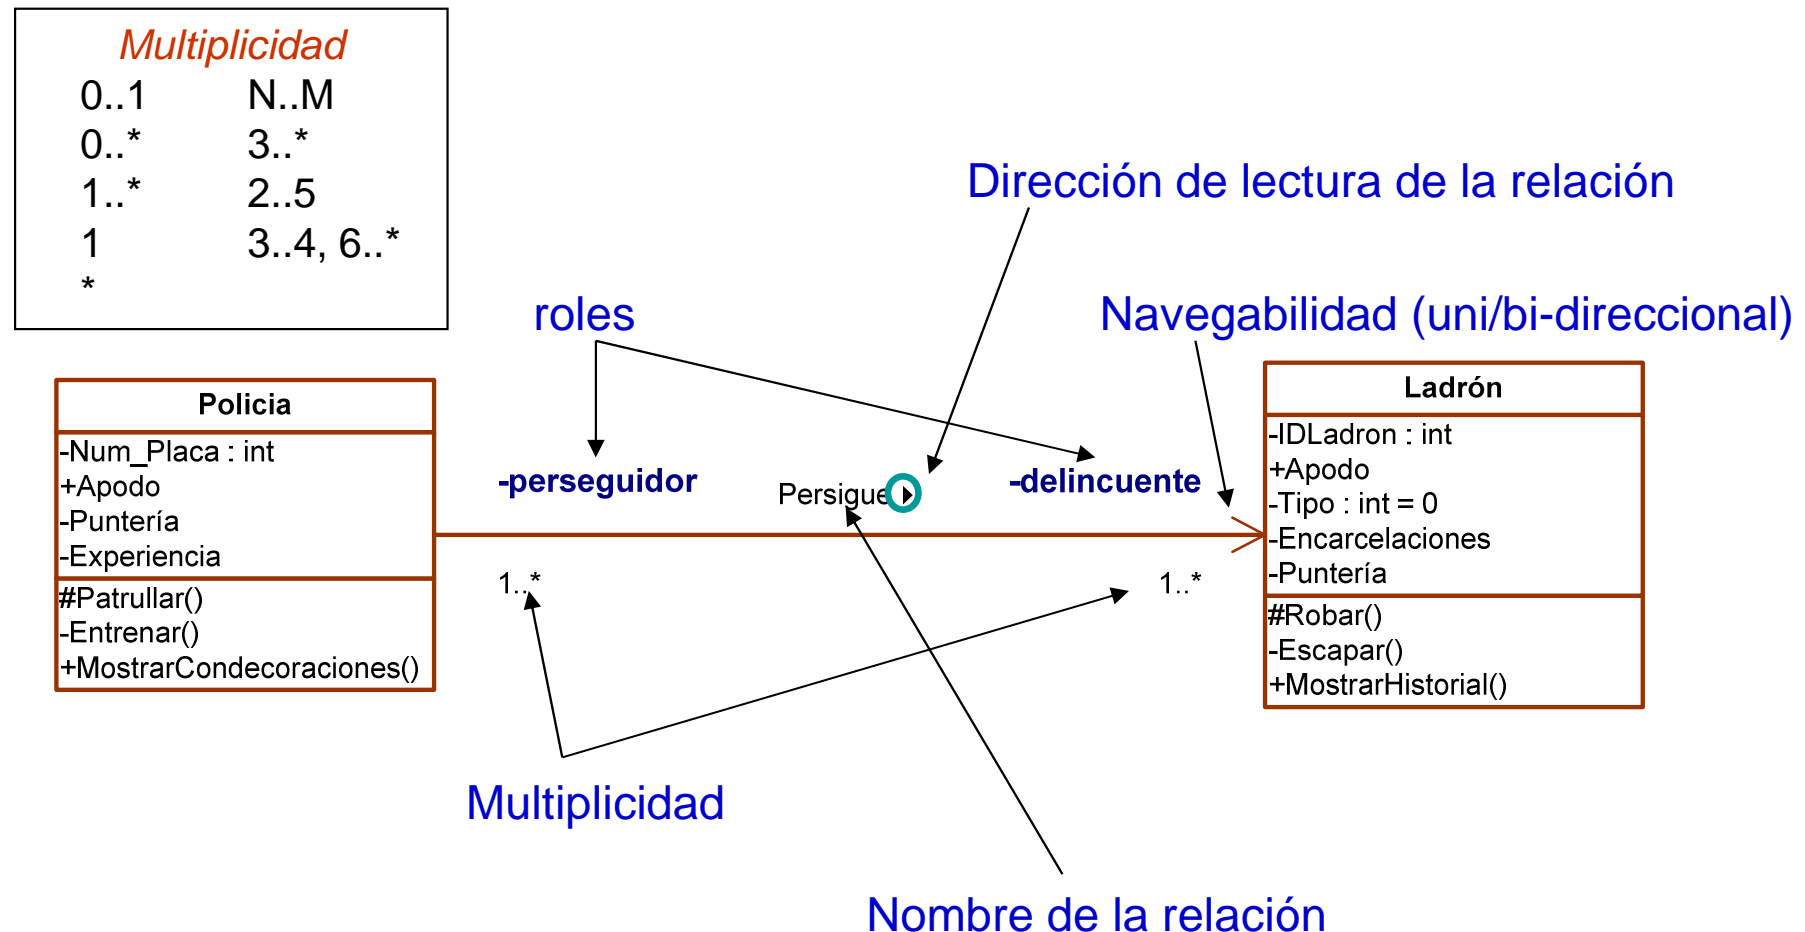 Multiplicidad
0..1 N..M
0..* 3..*
1..* 2..5
1 3..4, 6..*
*
Dirección de lectura de la relación
roles
Navegabilidad (uni/bi-direccional)
Policia
-Num_Placa : int
+Apodo
-Puntería
-Experiencia
#Patrullar()
-Entrenar()
+MostrarCondecoraciones()
-perseguidor
Persigue
-delincuente
1..*
1..*
Ladrón
-IDLadron : int
+Apodo
-Tipo : int = 0
-Encarcelaciones
-Puntería
#Robar()
-Escapar()
+MostrarHistorial()
Multiplicidad
Nombre de la relación